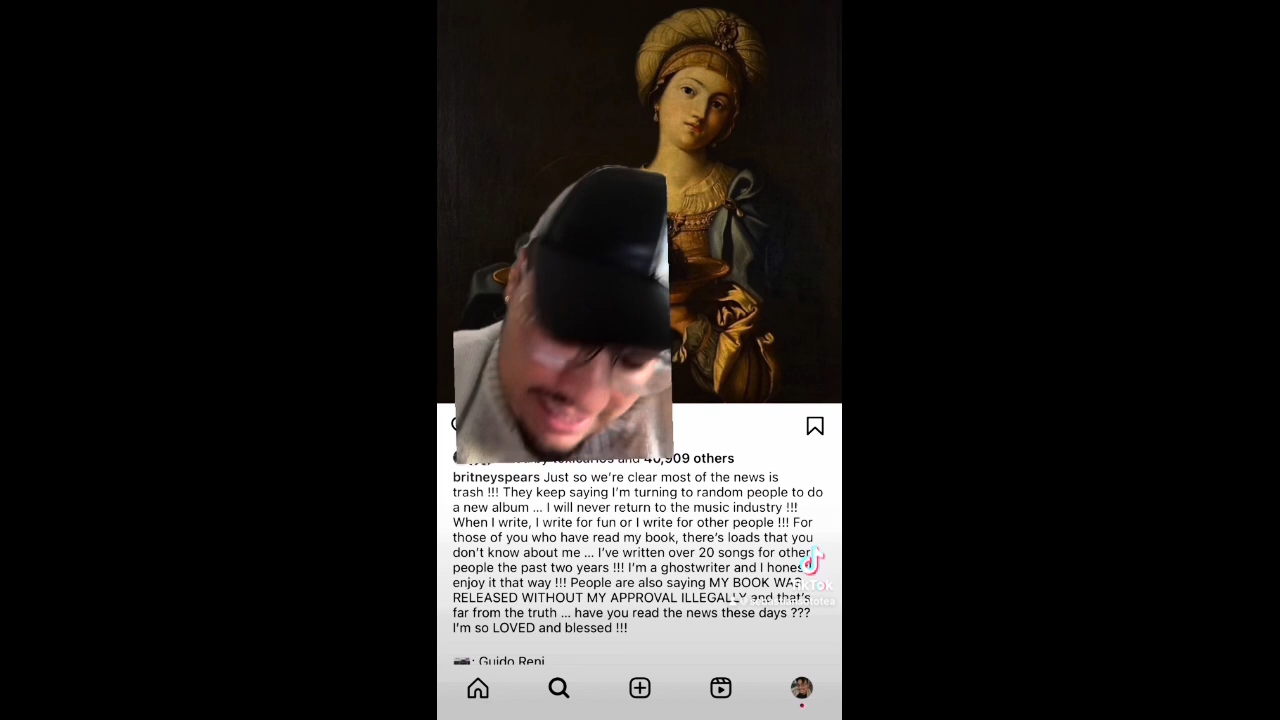 by toxicarlos and 40,909 others
britneyspears Just so we're clear most of the news is
trash !!! They keep saying I'm turning to random people to do
a new album ... I will never return to the music industry !!!
When I write, I write for fun or I write for other people !!! For
those of you who have read my book, there's loads that you
don't know about me ... I've written over 20 songs for other
people the past two years !!! I'm a ghostwriter and I hones
enjoy it that way !!! People are also saying MY BOOK WAS
RELEASED WITHOUT MY APPROVAL ILLEGALLY and that's
far from the truth ... have you read the news these days ???
I'm so LOVED and blessed !!!
TikTok
: Guido Reni